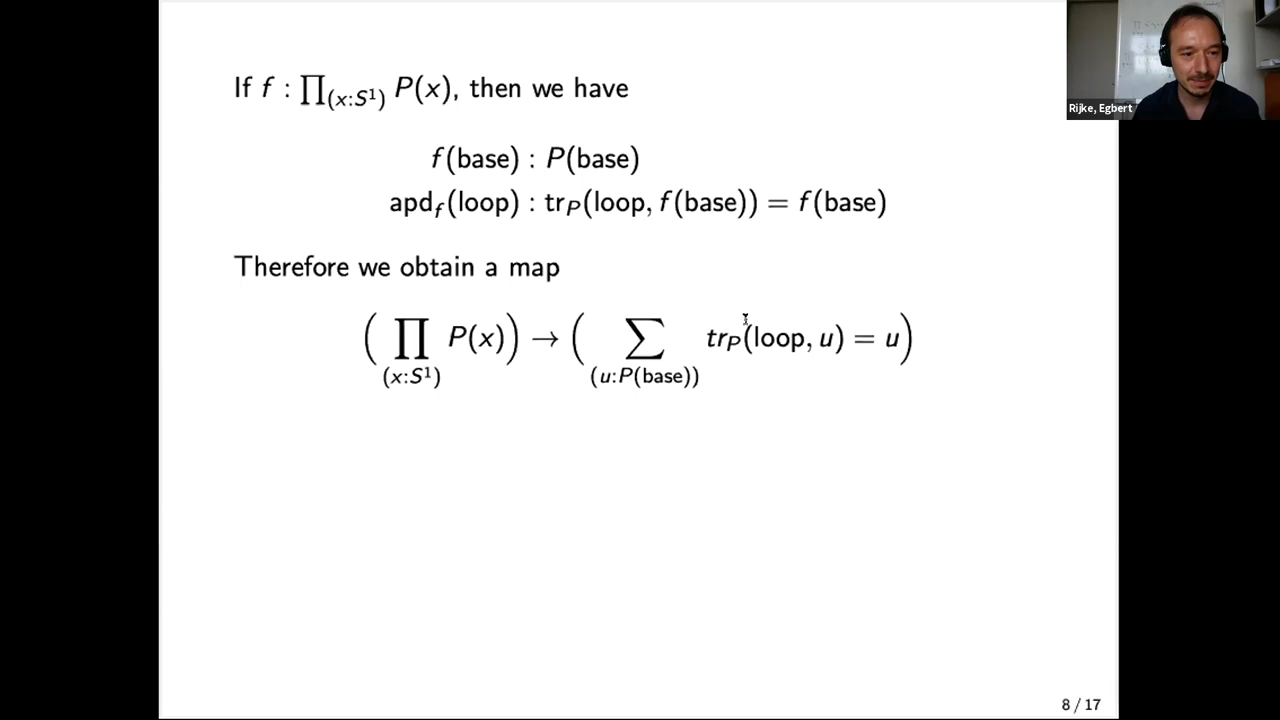 If f : ∏(x:S¹) P(x), then we have
f(base) : P(base)
apd_f(loop) : tr_P(loop, f(base)) = f(base)
Therefore we obtain a map
(∏(x:S¹) P(x)) → (∑(u:P(base)) tr_P(loop, u) = u)
8 / 17
Rijke, Egbert